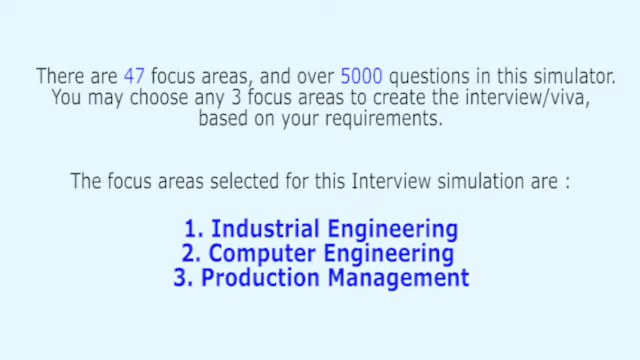 There are 47 focus areas, and over 5000 questions in this simulator.
You may choose any 3 focus areas to create the interview/viva,
based on your requirements.
The focus areas selected for this Interview simulation are :
1. Industrial Engineering
2. Computer Engineering
3. Production Management